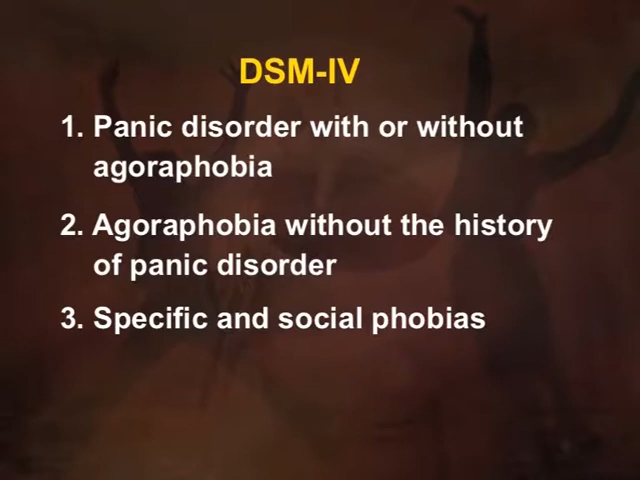 DSM-IV
1. Panic disorder with or without
agoraphobia
2. Agoraphobia without the history
of panic disorder
3. Specific and social phobias